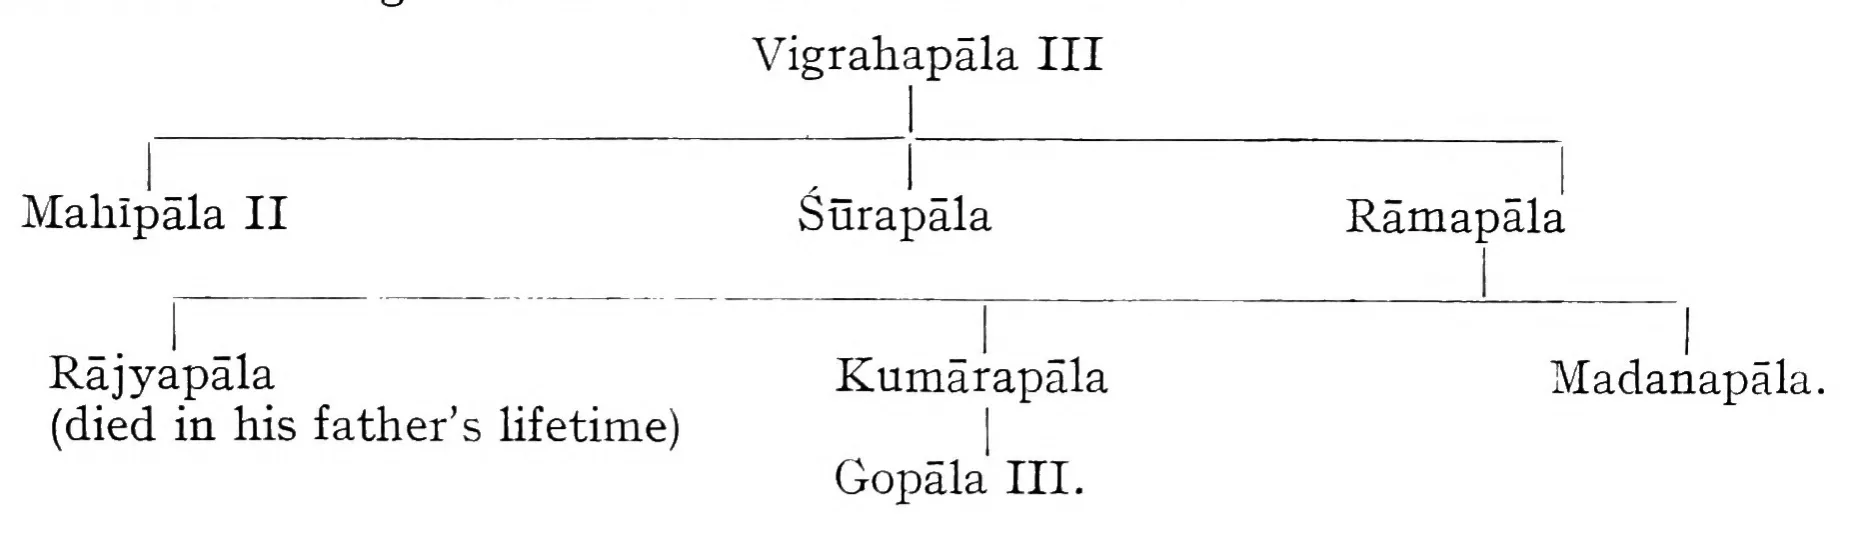 Vigrahapāla III
Mahīpāla II Śūrapāla Rāmapāla
Rājyapāla Kumārapāla Madanapāla.
(died in his father's lifetime)
Gopāla III.